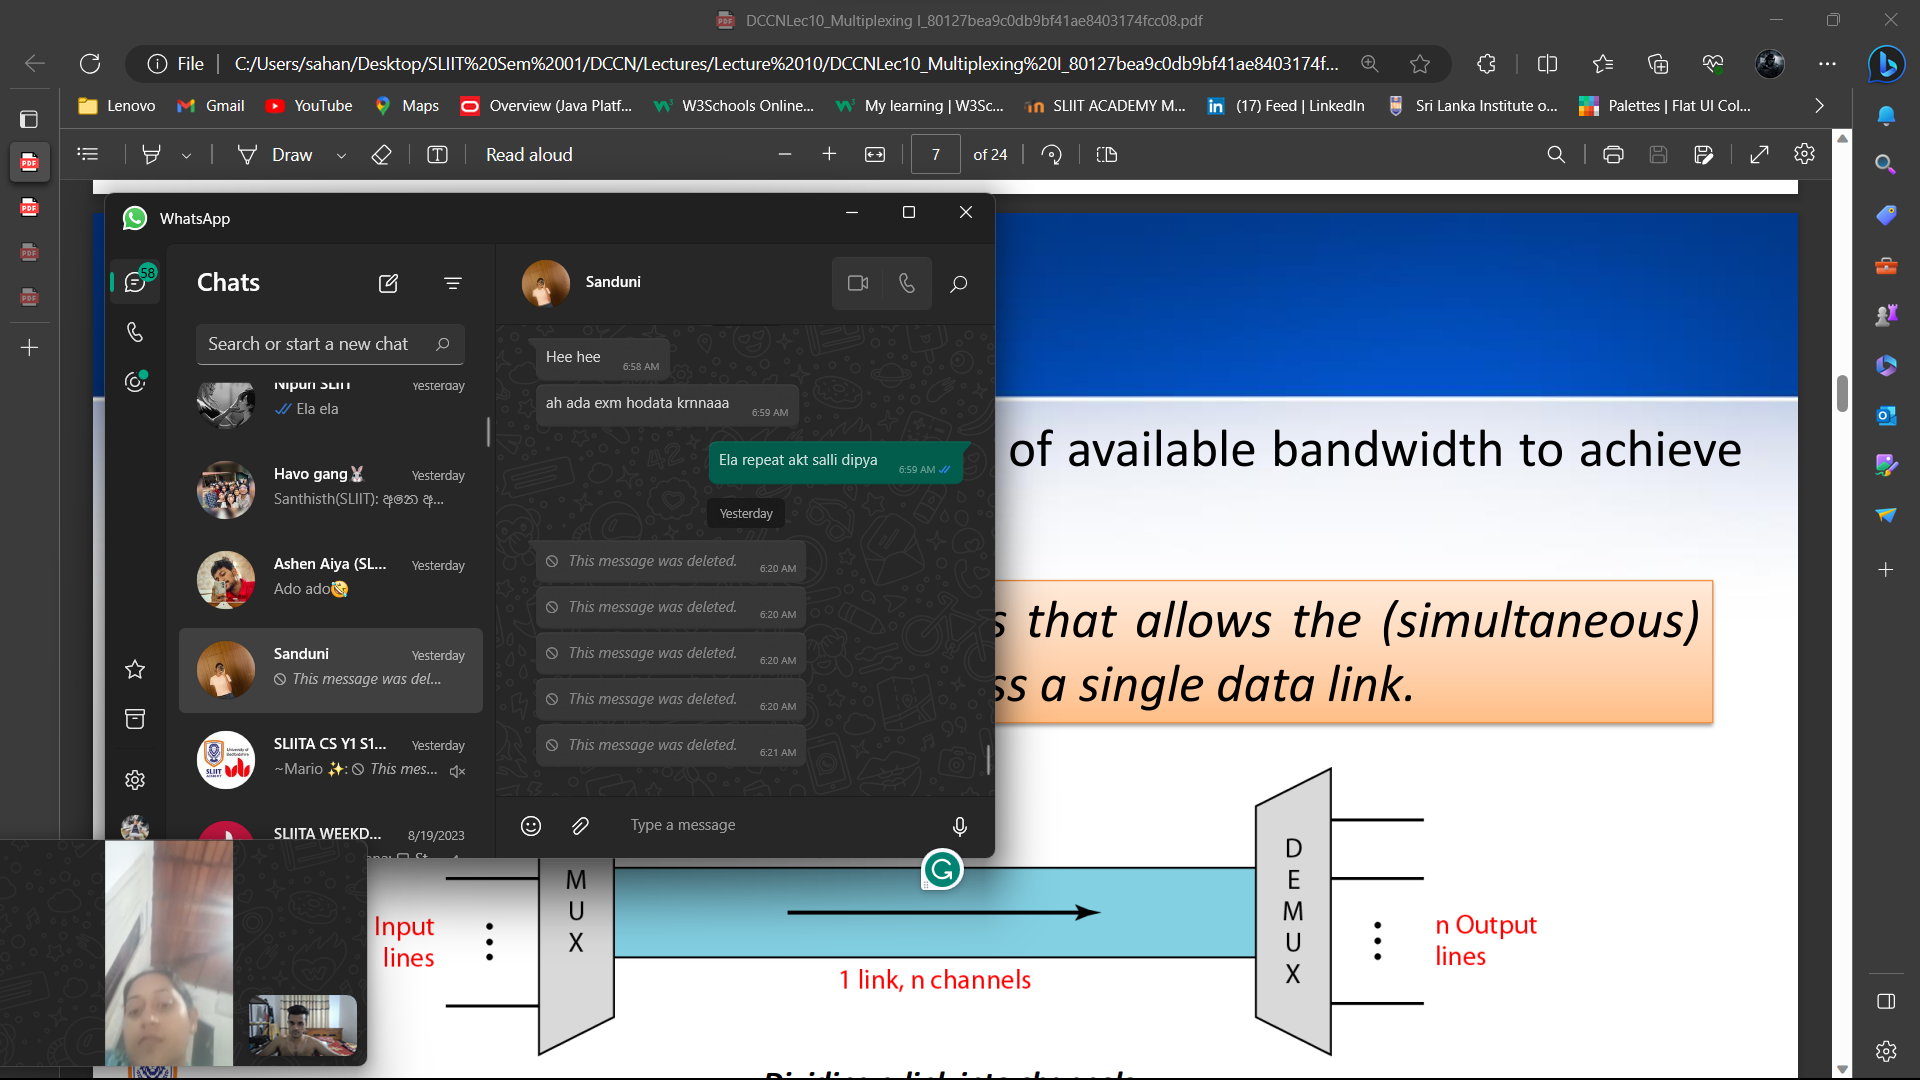 DCCNLec10_Multiplexing I_80127bea9c0db9bf41ae8403174fcc08.pdf
File
C:/Users/sahan/Desktop/SLIIT%20Sem%2001/DCCN/Lectures/Lecture%2010/DCCNLec10_Multiplexing%20I_80127bea9c0db9bf41ae8403174f...
Lenovo
Gmail
YouTube
Maps
Overview (Java Platf...
W3Schools Online...
My learning | W3Sc...
SLIIT ACADEMY M...
(17) Feed | LinkedIn
Sri Lanka Institute o...
Palettes | Flat UI Col...
Draw
Read aloud
7
of 24
WhatsApp
58
Chats
Search or start a new chat
Nipun SLIIT
Yesterday
Ela ela
Havo gang🐰
Yesterday
Santhisth(SLIIT): අනේ අ...
Ashen Aiya (SL...
Yesterday
Ado ado🤣
Sanduni
Yesterday
This message was del...
SLIITA CS Y1 S1...
Yesterday
~Mario ✨: This mes...
SLIITA WEEKD...
8/19/2023
Sanduni
Hee hee
6:58 AM
ah ada exm hodata krnnaaa
6:59 AM
Ela repeat akt salli dipya
6:59 AM
Yesterday
This message was deleted.
6:20 AM
This message was deleted.
6:20 AM
This message was deleted.
6:20 AM
This message was deleted.
6:20 AM
This message was deleted.
6:21 AM
Type a message
of available bandwidth to achieve
s that allows the (simultaneous)
ss a single data link.
MUX
DEMUX
Input
lines
1 link, n channels
n Output
lines
Dividing a link into channels